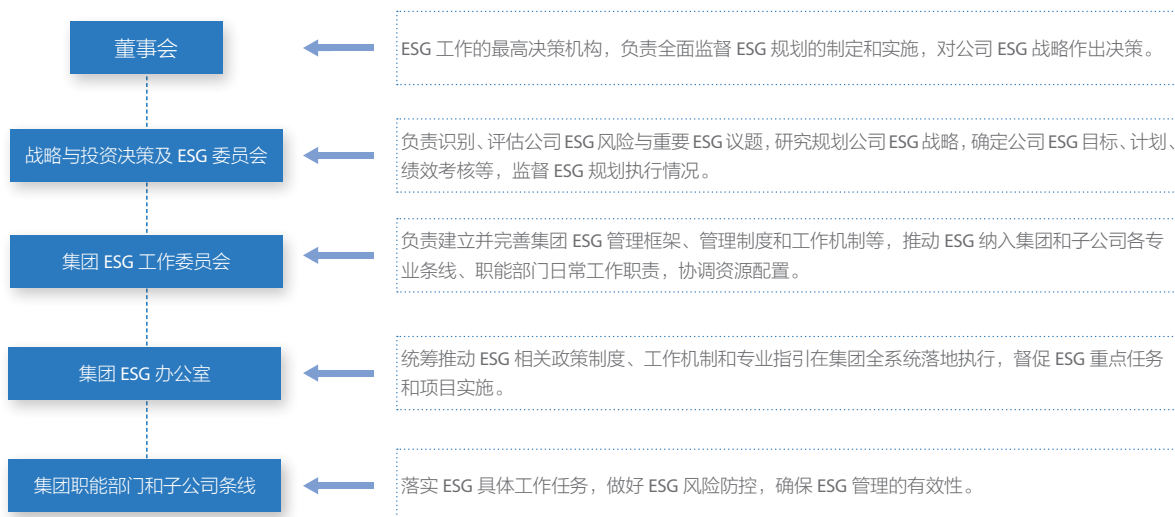 董事会
ESG 工作的最高决策机构，负责全面监督 ESG 规划的制定和实施，对公司 ESG 战略作出决策。
战略与投资决策及 ESG 委员会
负责识别、评估公司 ESG 风险与重要 ESG 议题，研究规划公司 ESG 战略，确定公司 ESG 目标、计划、
绩效考核等，监督 ESG 规划执行情况。
集团 ESG 工作委员会
负责建立并完善集团 ESG 管理框架、管理制度和工作机制等，推动 ESG 纳入集团和子公司各专
业条线、职能部门日常工作职责，协调资源配置。
集团 ESG 办公室
统筹推动 ESG 相关政策制度、工作机制和专业指引在集团全系统落地执行，督促 ESG 重点任务
和项目实施。
集团职能部门和子公司条线
落实 ESG 具体工作任务，做好 ESG 风险防控，确保 ESG 管理的有效性。